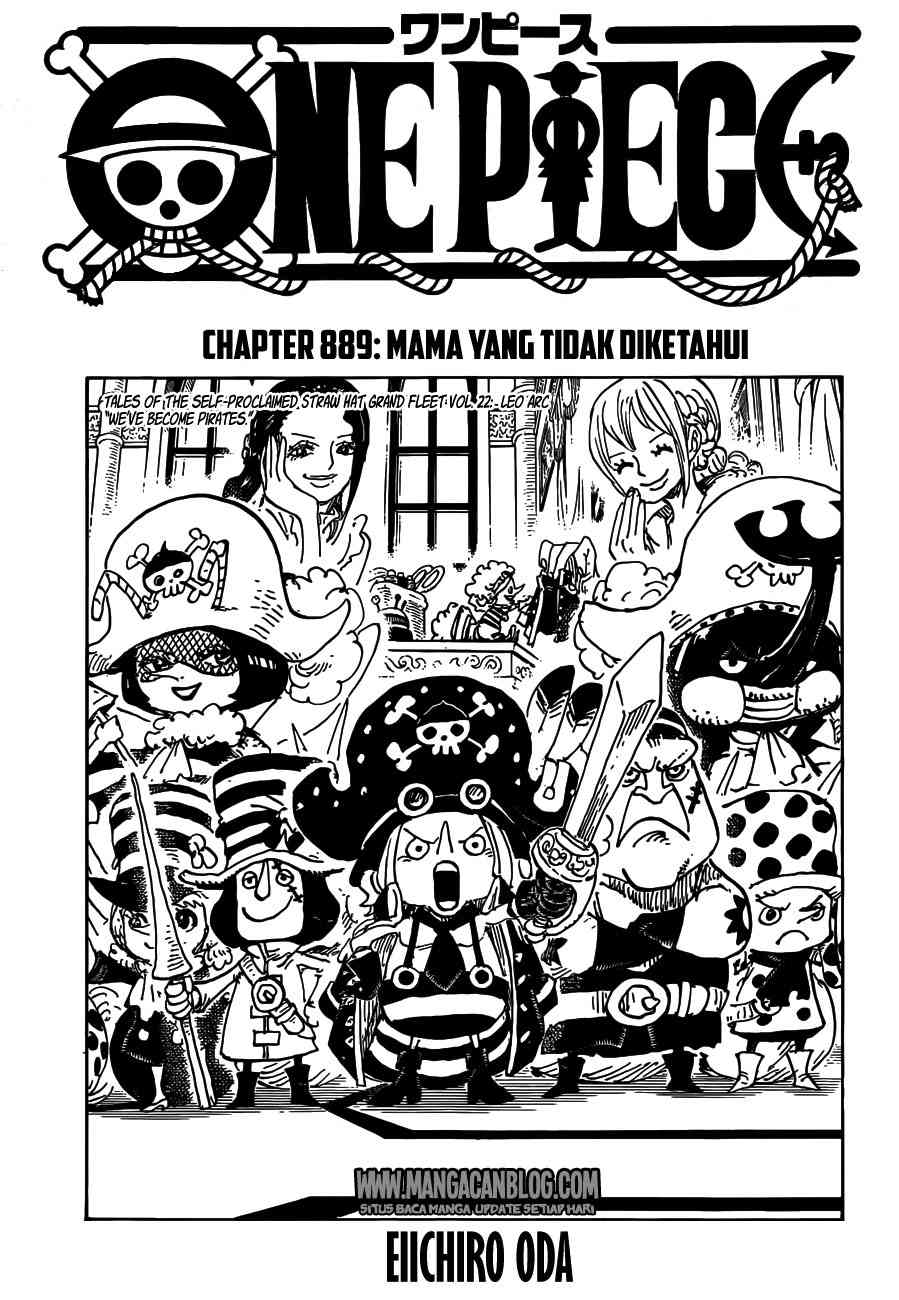 ワンピース
ONE PIECE
CHAPTER 889: MAMA YANG TIDAK DIKETAHUI
TALES OF THE SELF-PROCLAIMED STRAW HAT GRAND FLEET VOL. 22: LEO ARC
"WE'VE BECOME PIRATES."
WWW.MANGACANBLOG.COM
SITUS BACA MANGA, UPDATE SETIAP HARI
EIICHIRO ODA